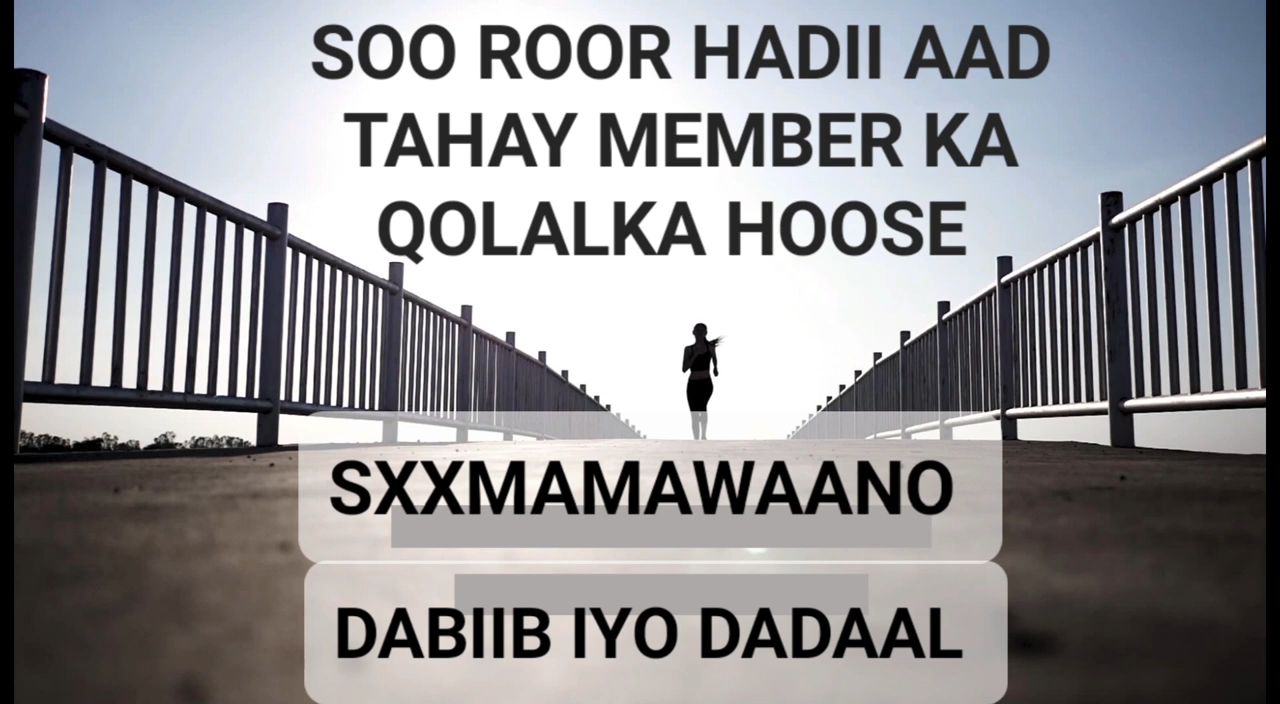 SOO ROOR HADII AAD
TAHAY MEMBER KA
QOLALKA HOOSE
SXXMAMAWAANO
DABIIB IYO DADAAL